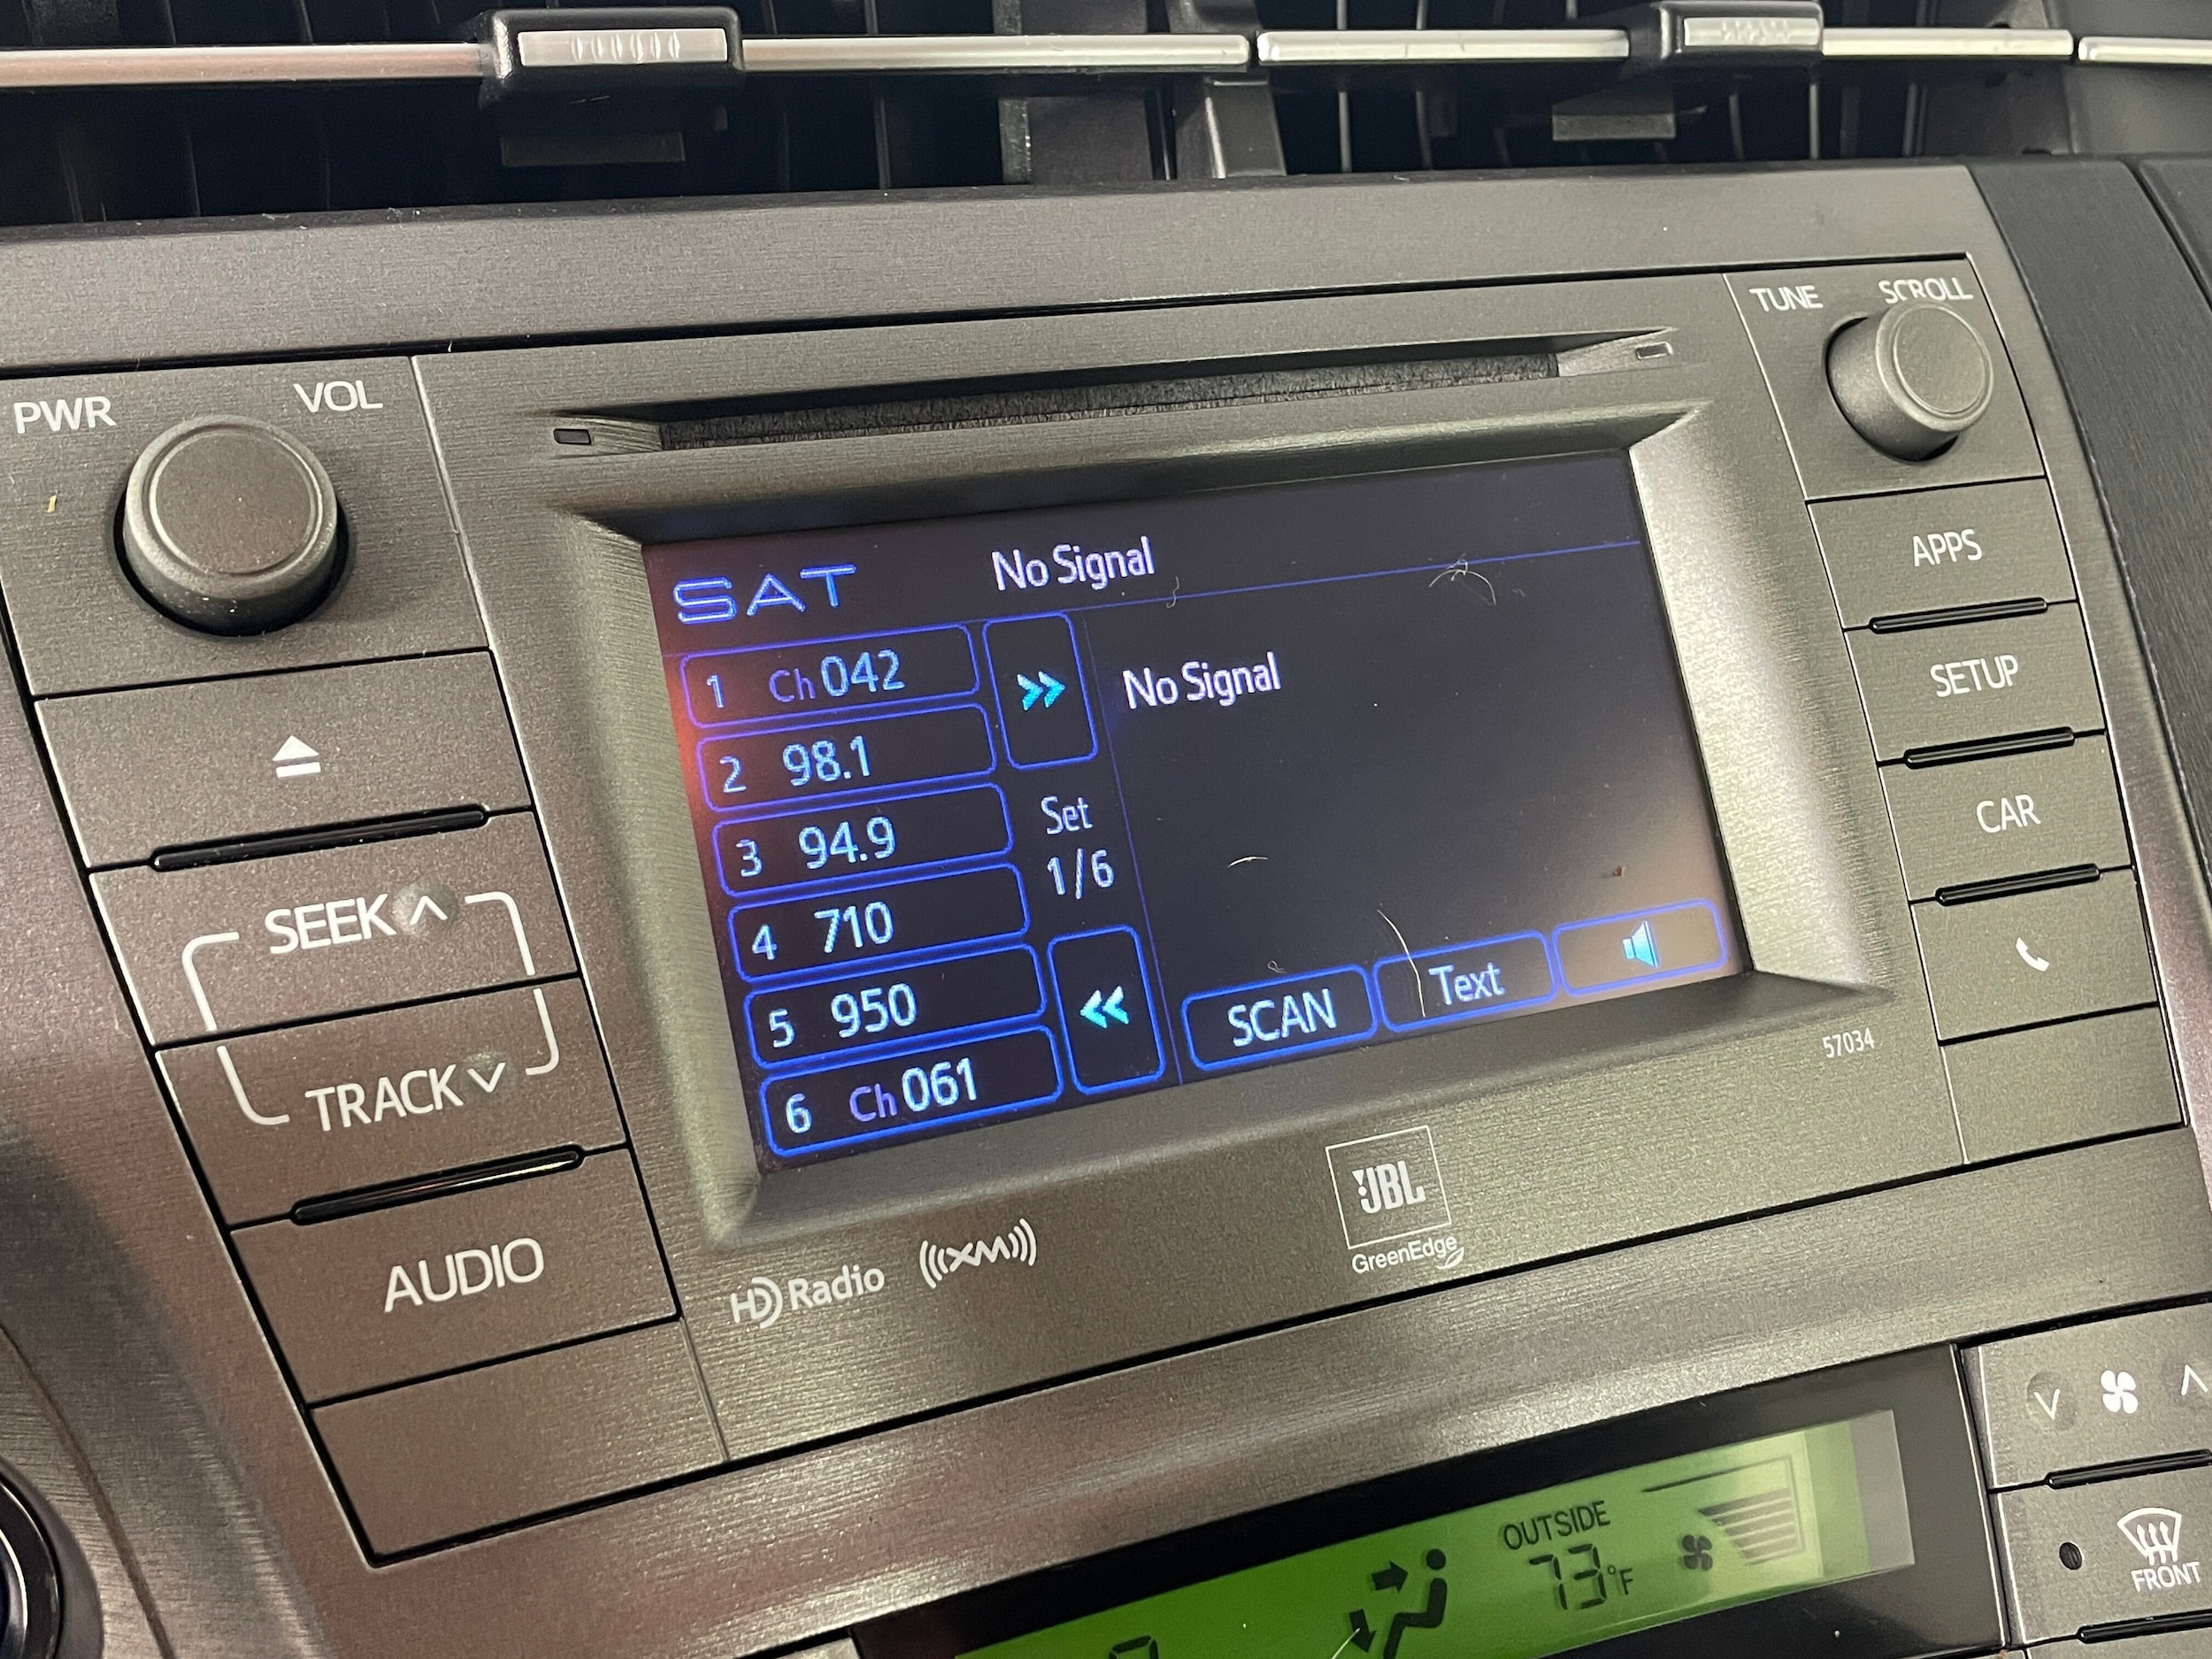 PWR VOL
TUNE SCROLL
SAT No Signal
1 Ch 042
2 98.1
3 94.9
4 710
5 950
6 Ch 061
Set
1/6
No Signal
SCAN Text
SEEK
TRACK
AUDIO
APPS
SETUP
CAR
57034
HD Radio XM
JBL
GreenEdge
OUTSIDE
73°F
FRONT